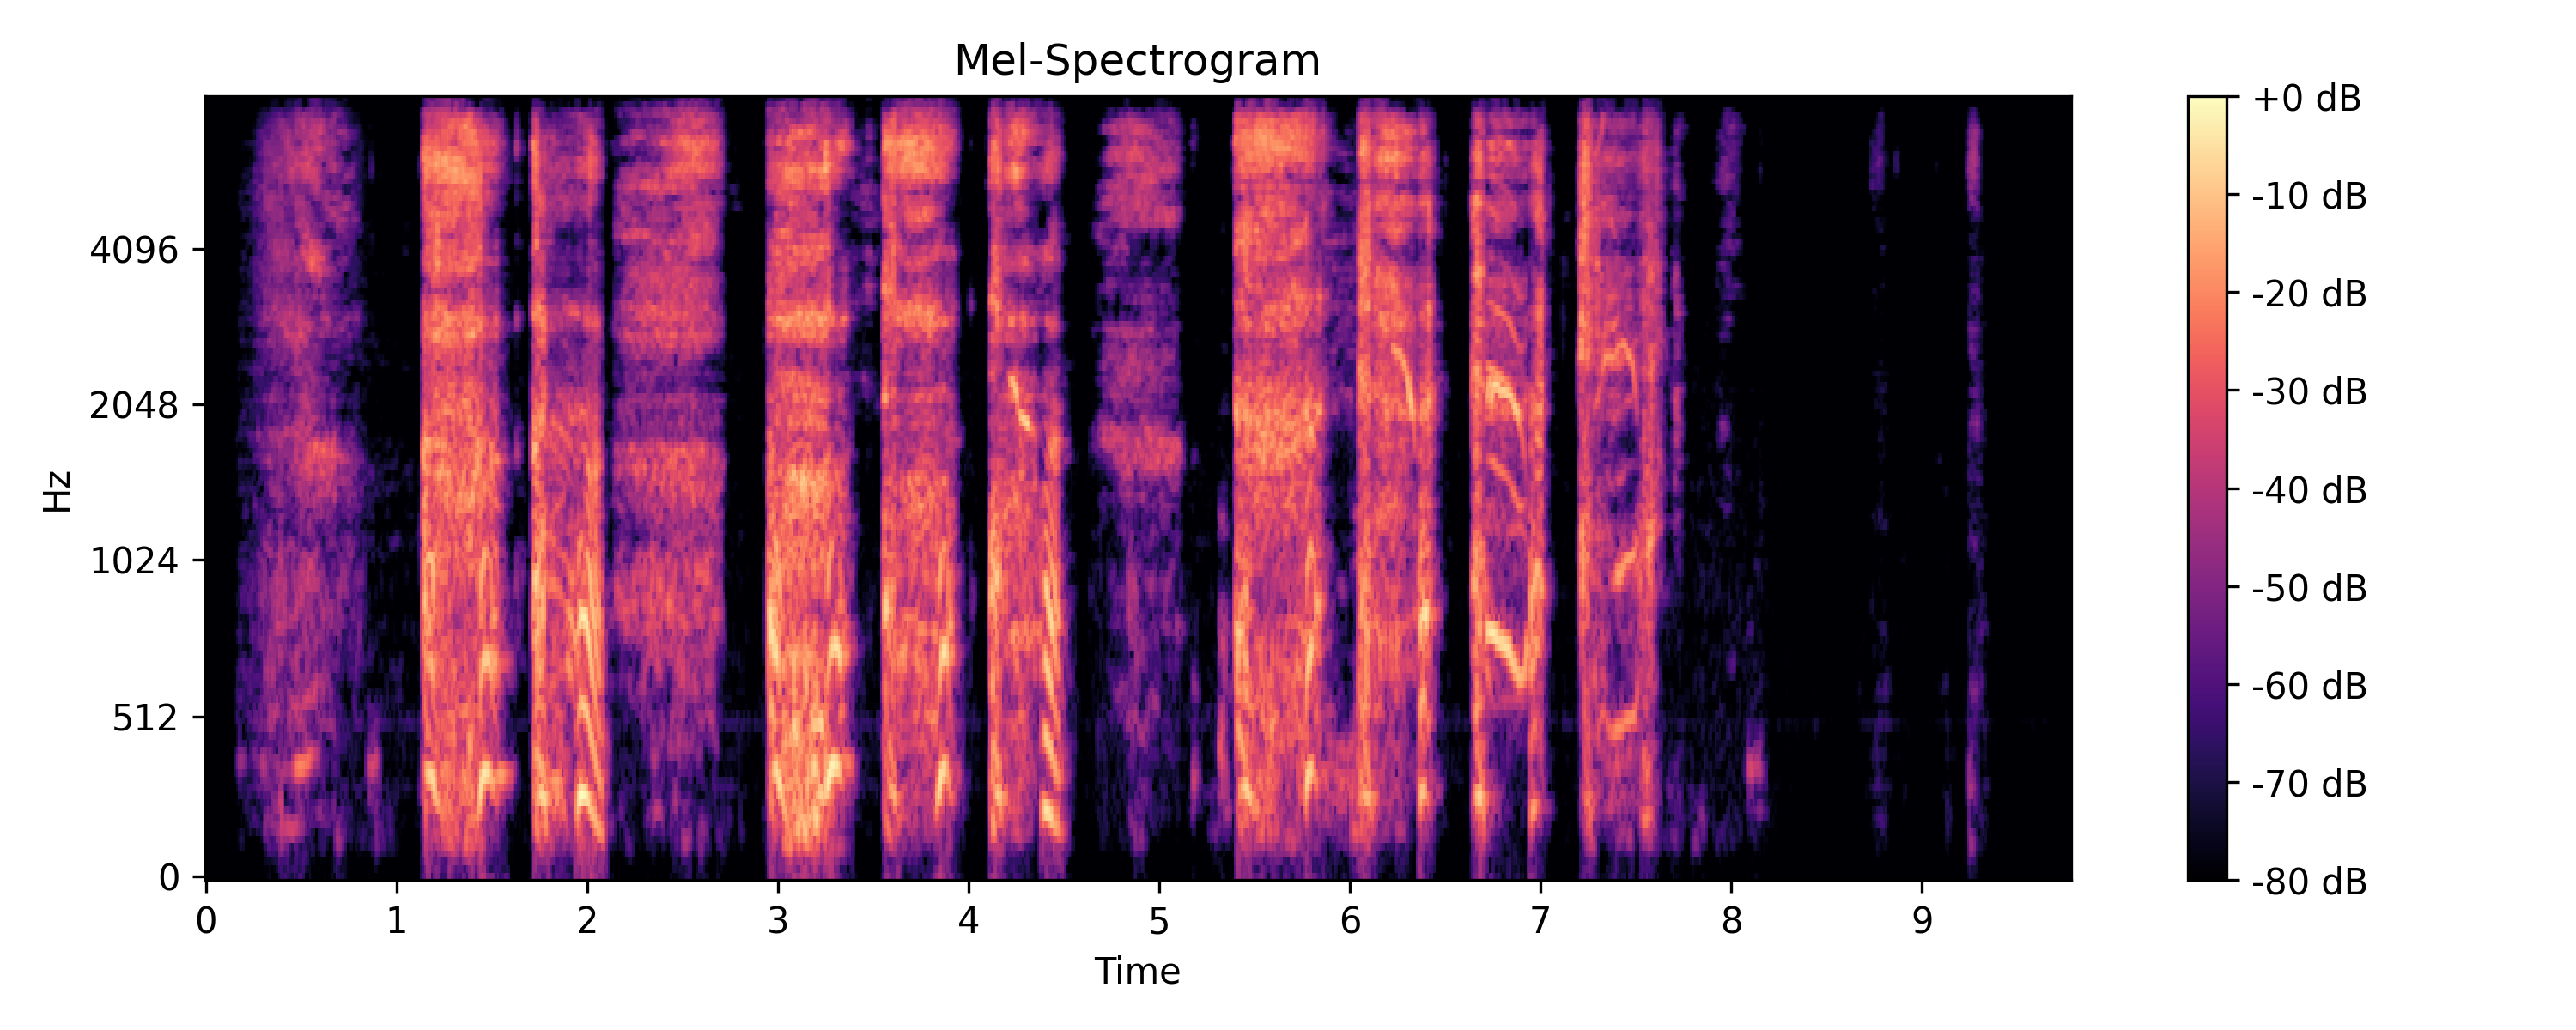 Mel-Spectrogram
+0 dB
-10 dB
-20 dB
-30 dB
-40 dB
-50 dB
-60 dB
-70 dB
-80 dB
4096
2048
1024
512
0
Hz
0 1 2 3 4 5 6 7 8 9
Time